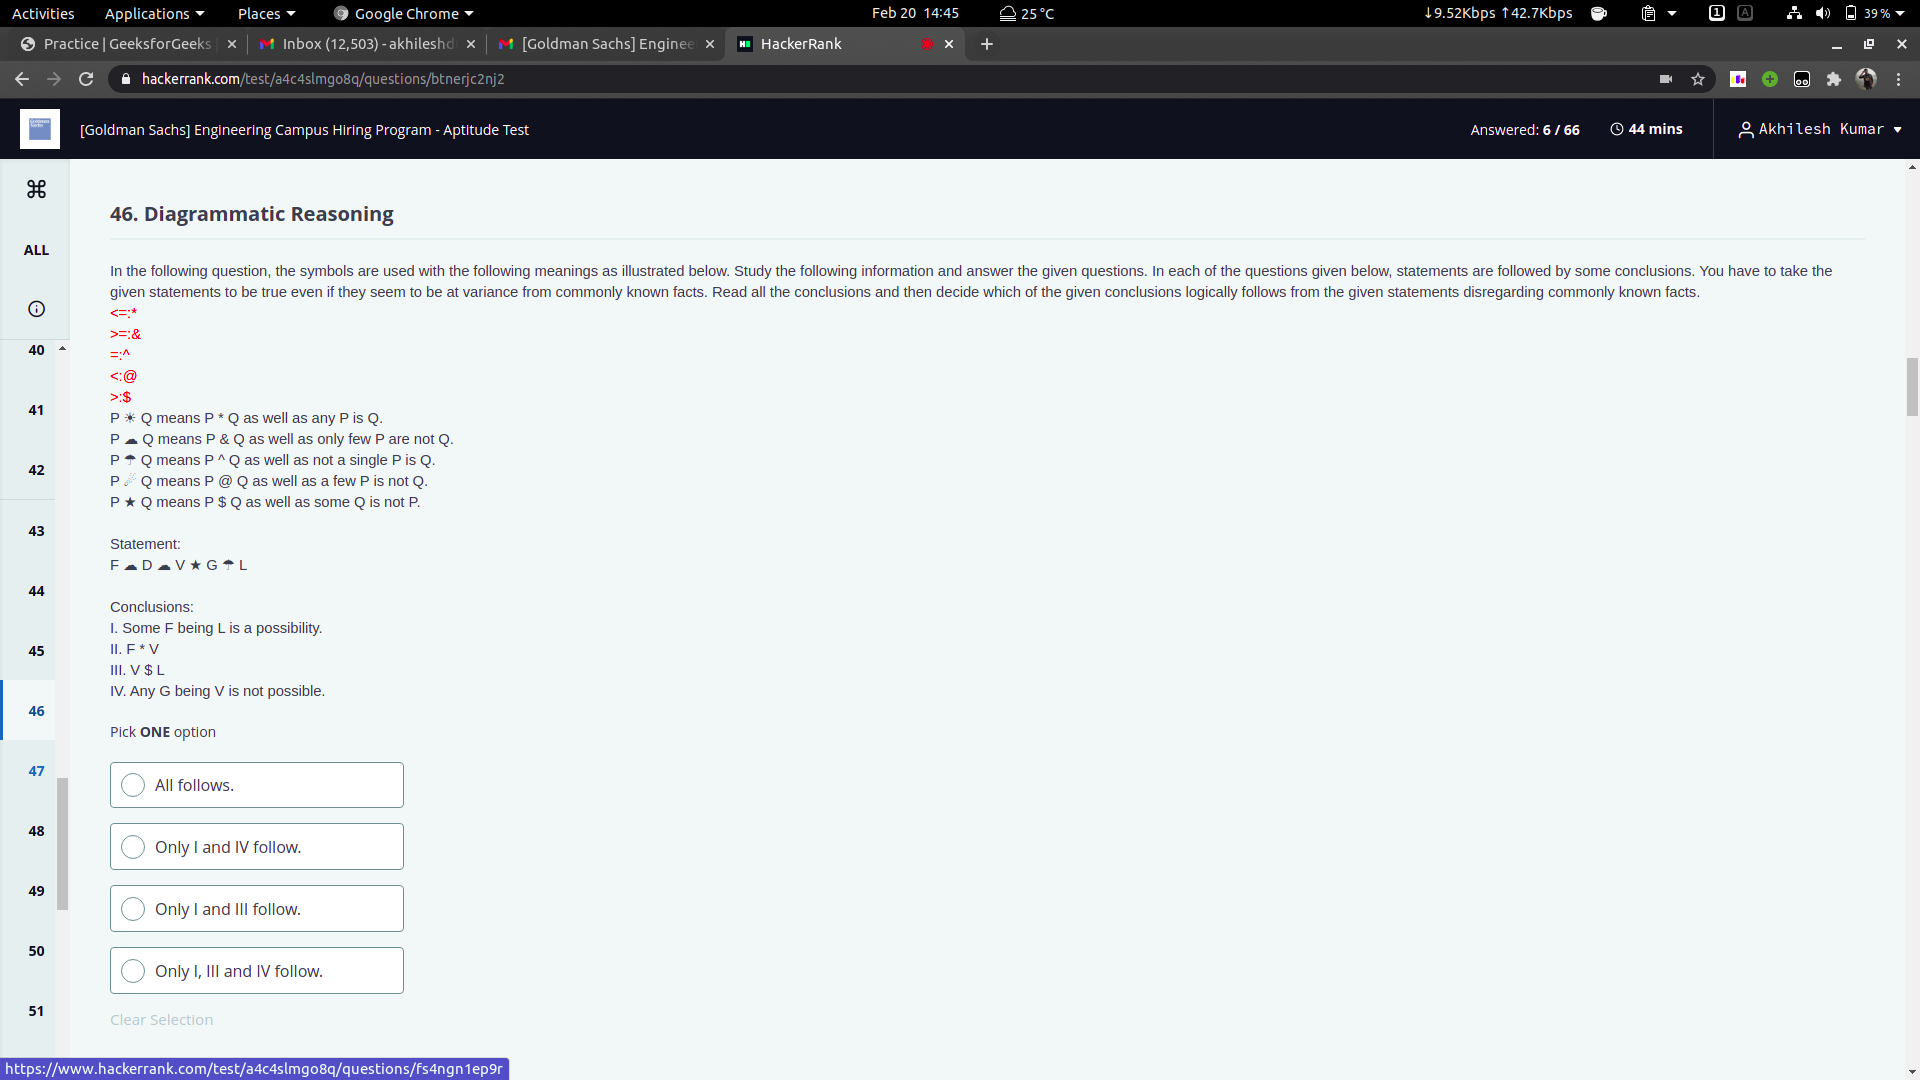 Activities Applications Places Google Chrome Feb 20 14:45 25 °C ↓9.52Kbps ↑42.7Kbps 1 A 39 %
Practice | GeeksforGeeks Inbox (12,503) - akhileshd [Goldman Sachs] Enginee HackerRank
hackerrank.com/test/a4c4slmgo8q/questions/btnerjc2nj2
[Goldman Sachs] Engineering Campus Hiring Program - Aptitude Test Answered: 6 / 66 44 mins Akhilesh Kumar
ALL
40
41
42
43
44
45
46
47
48
49
50
51
46. Diagrammatic Reasoning
In the following question, the symbols are used with the following meanings as illustrated below. Study the following information and answer the given questions. In each of the questions given below, statements are followed by some conclusions. You have to take the
given statements to be true even if they seem to be at variance from commonly known facts. Read all the conclusions and then decide which of the given conclusions logically follows from the given statements disregarding commonly known facts.
<=:*
>=:&
=:^
<:@
>:$
P ☀ Q means P * Q as well as any P is Q.
P ☁ Q means P & Q as well as only few P are not Q.
P ☂ Q means P ^ Q as well as not a single P is Q.
P ☄ Q means P @ Q as well as a few P is not Q.
P ★ Q means P $ Q as well as some Q is not P.
Statement:
F ☁ D ☁ V ★ G ☂ L
Conclusions:
I. Some F being L is a possibility.
II. F * V
III. V $ L
IV. Any G being V is not possible.
Pick ONE option
All follows.
Only I and IV follow.
Only I and III follow.
Only I, III and IV follow.
Clear Selection
https://www.hackerrank.com/test/a4c4slmgo8q/questions/fs4ngn1ep9r